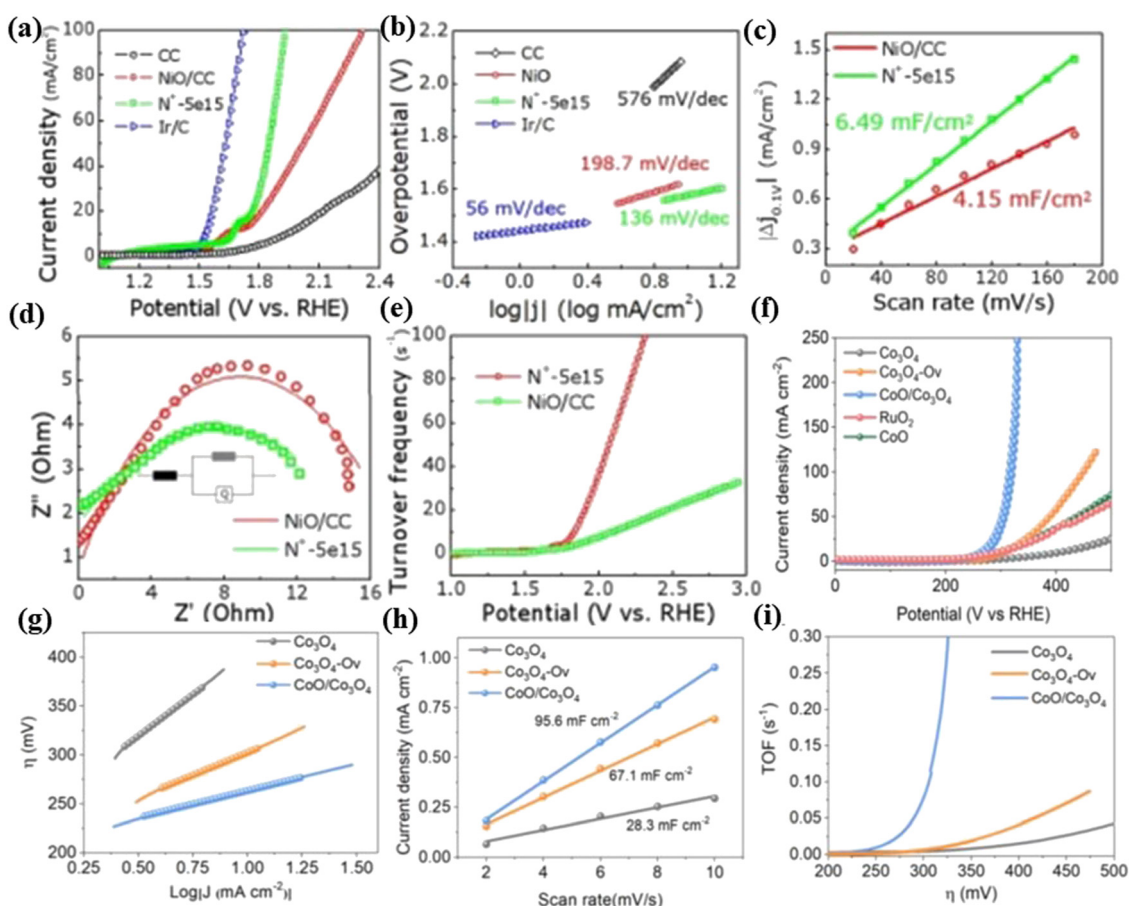 (a)
100
80
60
40
20
0
Current density (mA/cm²)
CC
NiO/CC
N⁺-5e15
Ir/C
1.2 1.5 1.8 2.1 2.4
Potential (V vs. RHE)
(b)
2.2
2.0
1.8
1.6
1.4
Overpotential (V)
CC
NiO
N⁺-5e15
Ir/C
576 mV/dec
198.7 mV/dec
56 mV/dec
136 mV/dec
-0.4 0.0 0.4 0.8 1.2
log|j| (log mA/cm²)
(c)
1.5
1.2
0.9
0.6
0.3
|Δj0.1V| (mA/cm²)
NiO/CC
N⁺-5e15
6.49 mF/cm²
4.15 mF/cm²
0 40 80 120 160 200
Scan rate (mV/s)
(d)
6
5
4
3
2
1
Z'' (Ohm)
Q
NiO/CC
N⁺-5e15
0 4 8 12 16
Z' (Ohm)
(e)
100
80
60
40
20
0
Turnover frequency (s⁻¹)
N⁺-5e15
NiO/CC
1.0 1.5 2.0 2.5 3.0
Potential (V vs. RHE)
(f)
250
200
150
100
50
0
Current density (mA cm⁻²)
Co₃O₄
Co₃O₄-Ov
CoO/Co₃O₄
RuO₂
CoO
0 200 400
Potential (V vs RHE)
(g)
400
350
300
250
200
η (mV)
Co₃O₄
Co₃O₄-Ov
CoO/Co₃O₄
0.25 0.50 0.75 1.00 1.25 1.50
Log|J (mA cm⁻²)|
(h)
1.00
0.75
0.50
0.25
0.00
Current density (mA cm⁻²)
Co₃O₄
Co₃O₄-Ov
CoO/Co₃O₄
95.6 mF cm⁻²
67.1 mF cm⁻²
28.3 mF cm⁻²
2 4 6 8 10
Scan rate(mV/s)
(i)
0.30
0.25
0.20
0.15
0.10
0.05
0.00
TOF (s⁻¹)
Co₃O₄
Co₃O₄-Ov
CoO/Co₃O₄
200 250 300 350 400 450 500
η (mV)